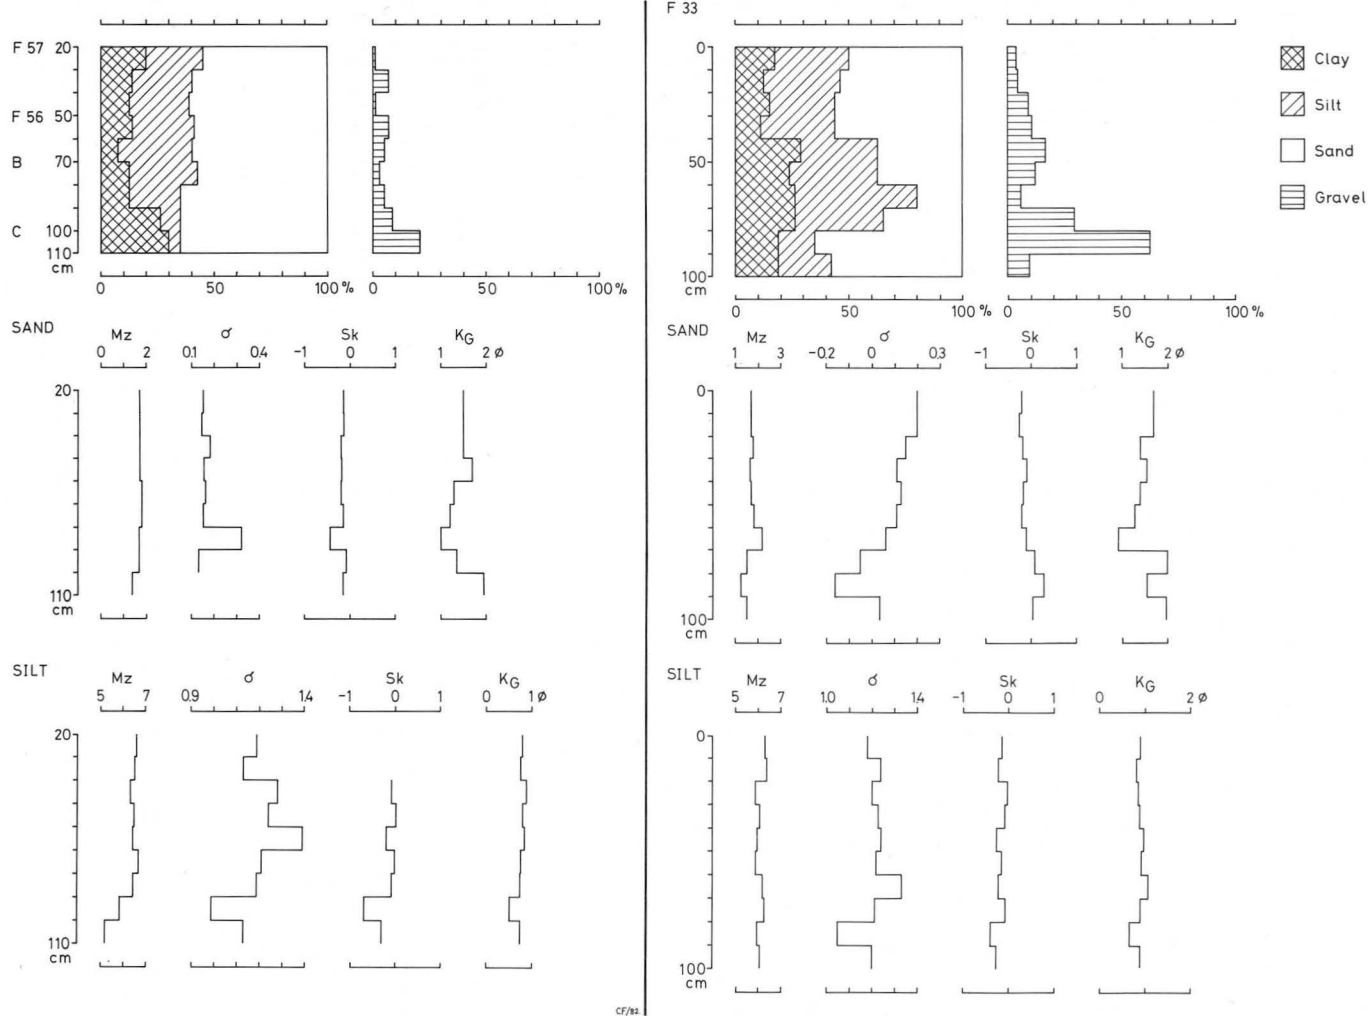 F 57 20
F 56 50
B 70
C 100
110
cm
0 50 100 %
0 50 100 %
SAND
Mz σ Sk K_G
0 2 0.1 0.4 −1 0 1 1 2 ø
20
110
cm
SILT
Mz σ Sk K_G
5 7 0.9 1.4 −1 0 1 0 1 ø
20
110
cm
CF/82.
F 33
0
50
100
cm
0 50 100 %
0 50 100 %
Clay
Silt
Sand
Gravel
SAND
Mz σ Sk K_G
1 3 −0.2 0 0.3 −1 0 1 1 2 ø
0
100
cm
SILT
Mz σ Sk K_G
5 7 1.0 1.4 −1 0 1 0 2 ø
0
100
cm